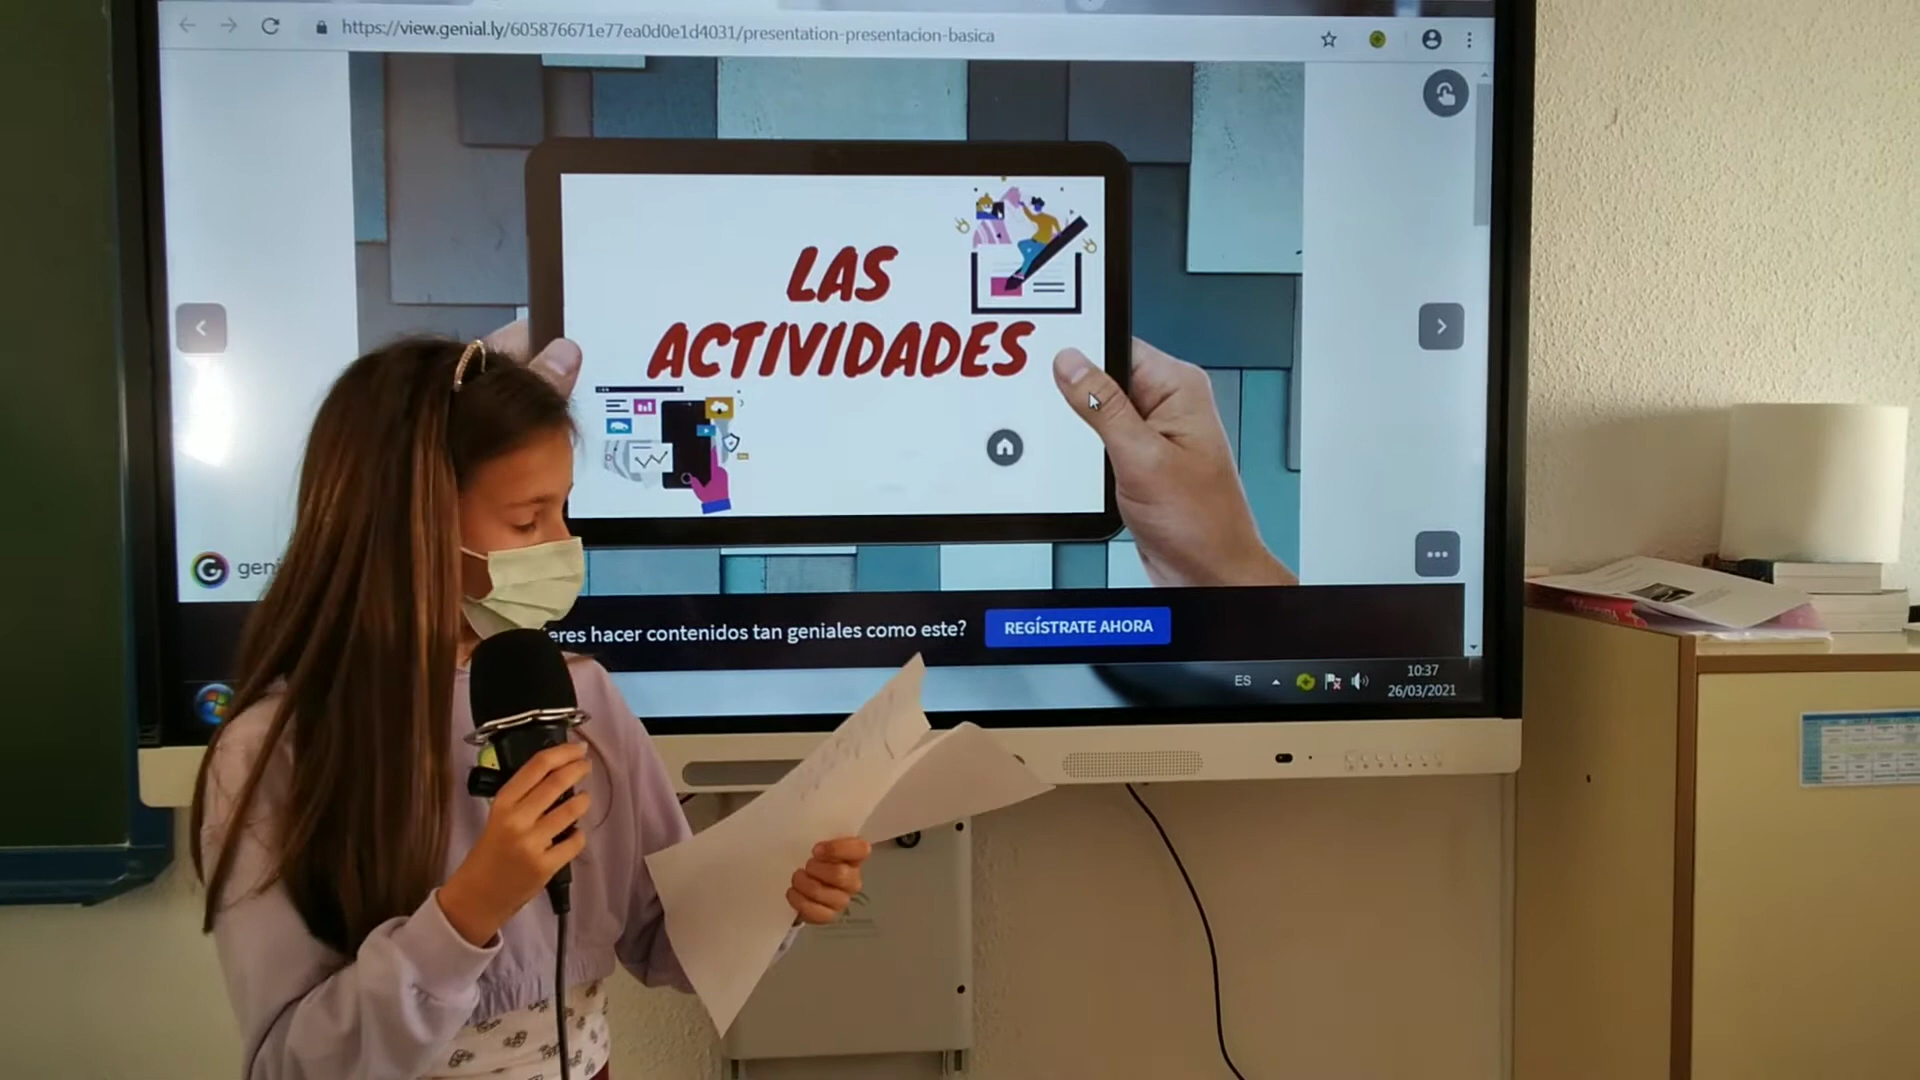 https://view.genial.ly/605876671e77ea0d0e1d4031/presentation-presentacion-basica
LAS
ACTIVIDADES
eres hacer contenidos tan geniales como este?
REGÍSTRATE AHORA
ES
10:37
26/03/2021